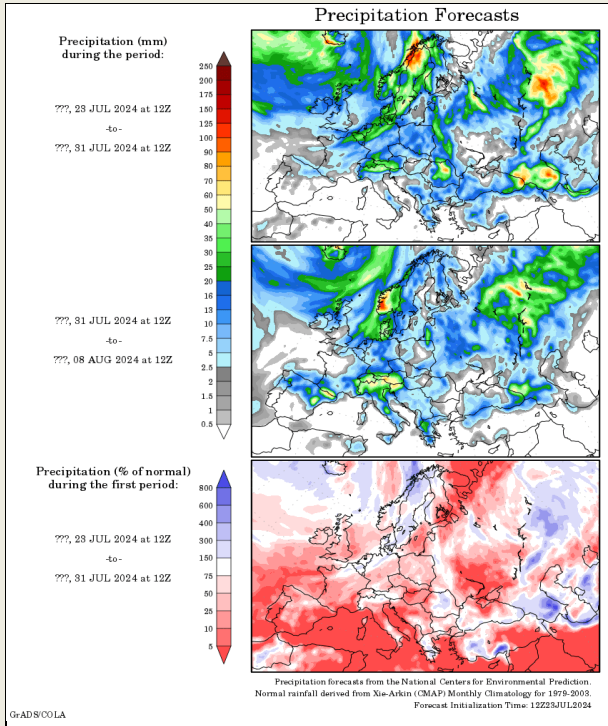 Precipitation Forecasts
Precipitation (mm)
during the period:
???, 23 JUL 2024 at 12Z
-to-
???, 31 JUL 2024 at 12Z
250
200
175
150
125
100
90
80
70
60
50
45
40
35
30
25
20
16
13
10
7.5
5
2.5
2
1.5
1
0.5
???, 31 JUL 2024 at 12Z
-to-
???, 08 AUG 2024 at 12Z
Precipitation (% of normal)
during the first period:
???, 23 JUL 2024 at 12Z
-to-
???, 31 JUL 2024 at 12Z
800
600
400
300
150
75
50
25
10
5
Precipitation forecasts from the National Centers for Environmental Prediction.
Normal rainfall derived from Xie-Arkin (CMAP) Monthly Climatology for 1979-2003.
Forecast Initialization Time: 12Z23JUL2024
GrADS/COLA